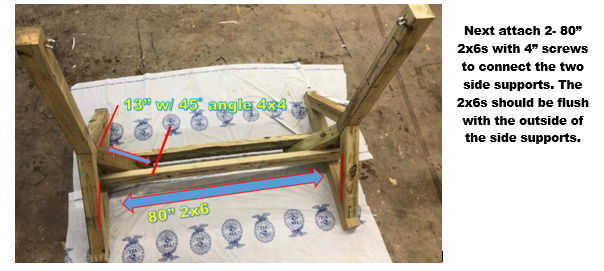 13" w/ 45° angle 4x4
80" 2x6
Next attach 2- 80”
2x6s with 4” screws
to connect the two
side supports. The
2x6s should be flush
with the outside of
the side supports.